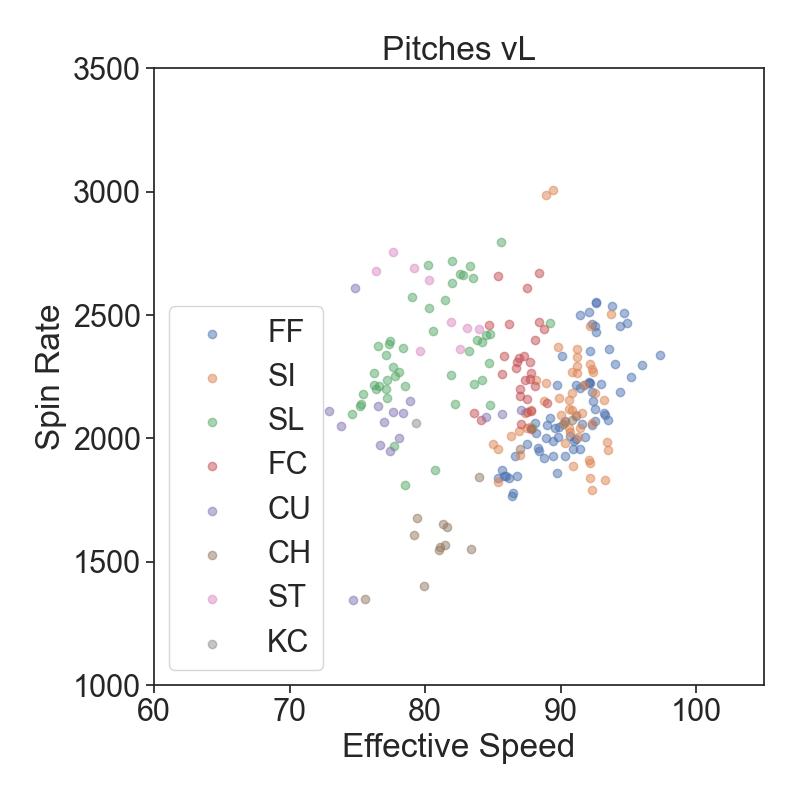 Pitches vL
3500
3000
2500
2000
1500
1000
Spin Rate
FF
SI
SL
FC
CU
CH
ST
KC
60 70 80 90 100
Effective Speed